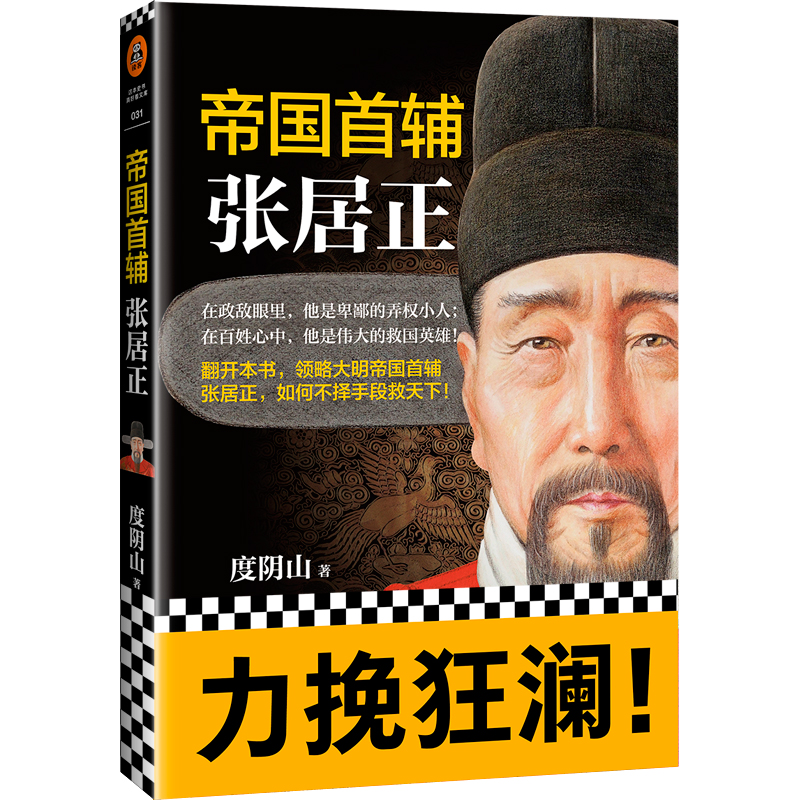 帝国首辅
张居正
在政敌眼里，他是卑鄙的弄权小人；
在百姓心中，他是伟大的救国英雄！
翻开本书，领略大明帝国首辅
张居正，如何不择手段救天下！
度阴山 著
力挽狂澜！
读客
031
帝国首辅
张居正
度阴山 著